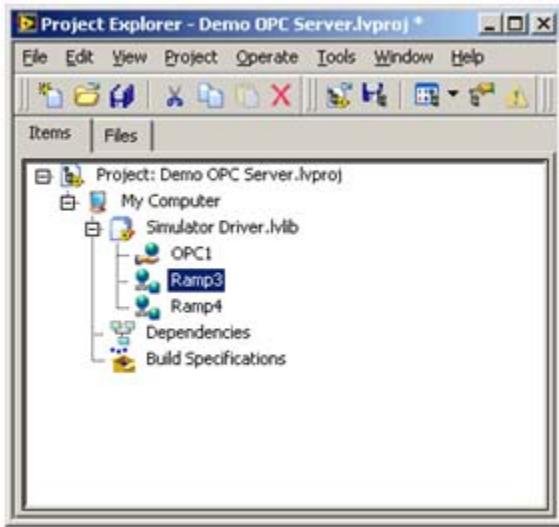 Project Explorer - Demo OPC Server.lvproj *
File Edit View Project Operate Tools Window Help
Items Files
Project: Demo OPC Server.lvproj
My Computer
Simulator Driver.lvlib
OPC1
Ramp3
Ramp4
Dependencies
Build Specifications